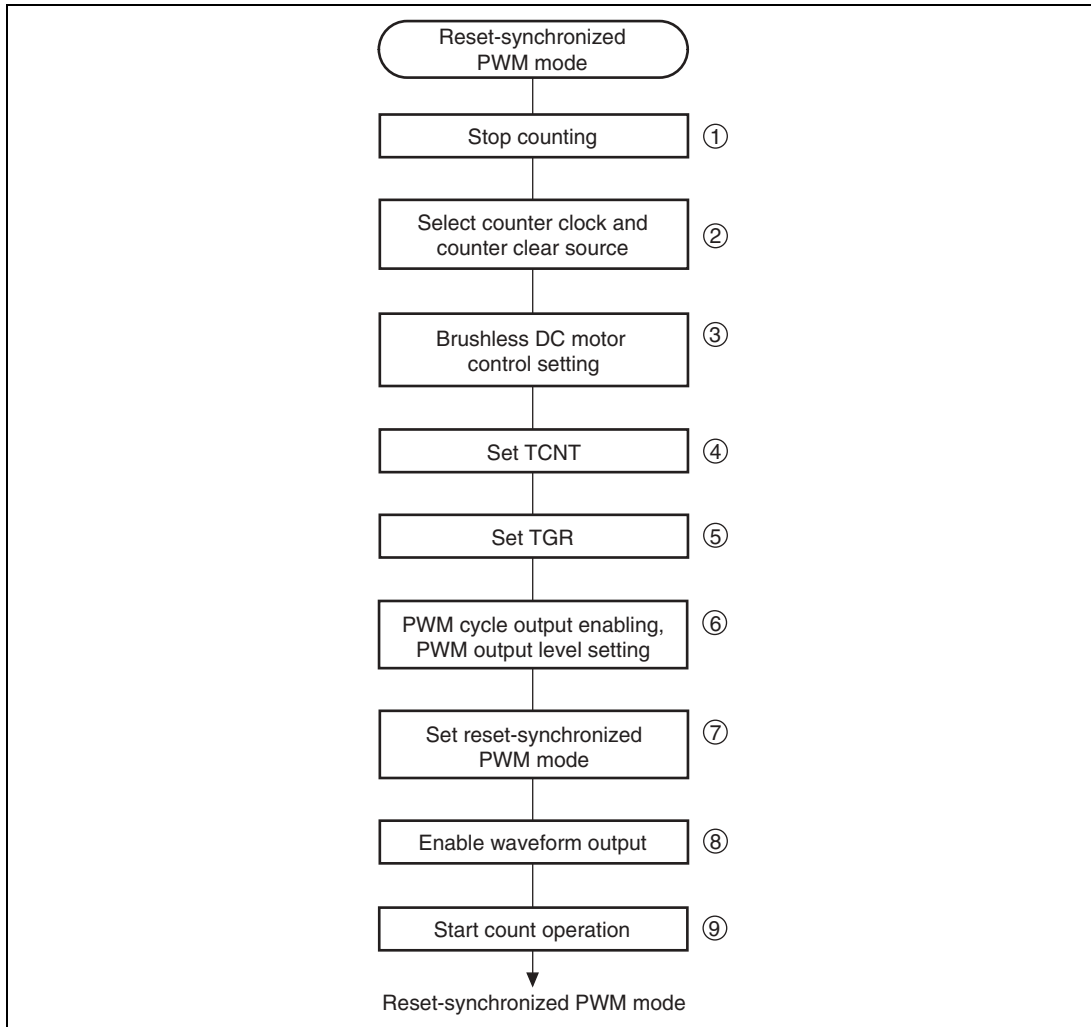 Reset-synchronized
PWM mode
Stop counting
①
Select counter clock and
counter clear source
②
Brushless DC motor
control setting
③
Set TCNT
④
Set TGR
⑤
PWM cycle output enabling,
PWM output level setting
⑥
Set reset-synchronized
PWM mode
⑦
Enable waveform output
⑧
Start count operation
⑨
Reset-synchronized PWM mode